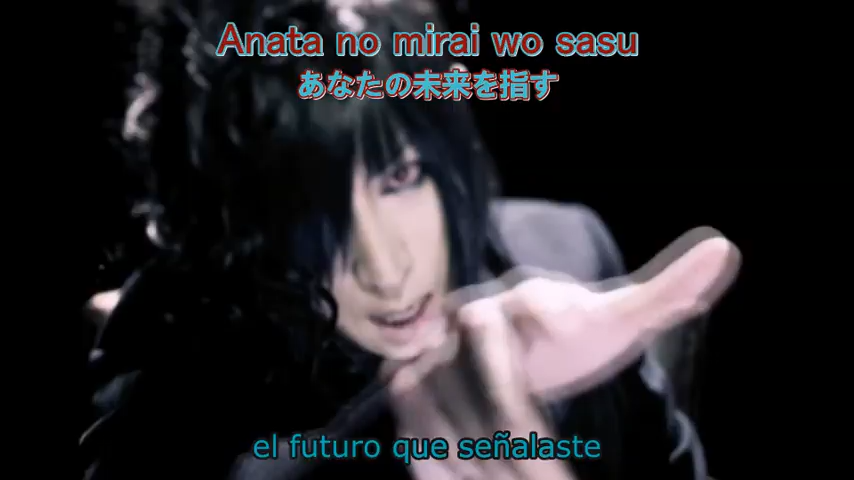 Anata no mirai wo sasu
あなたの未来を指す
el futuro que señalaste